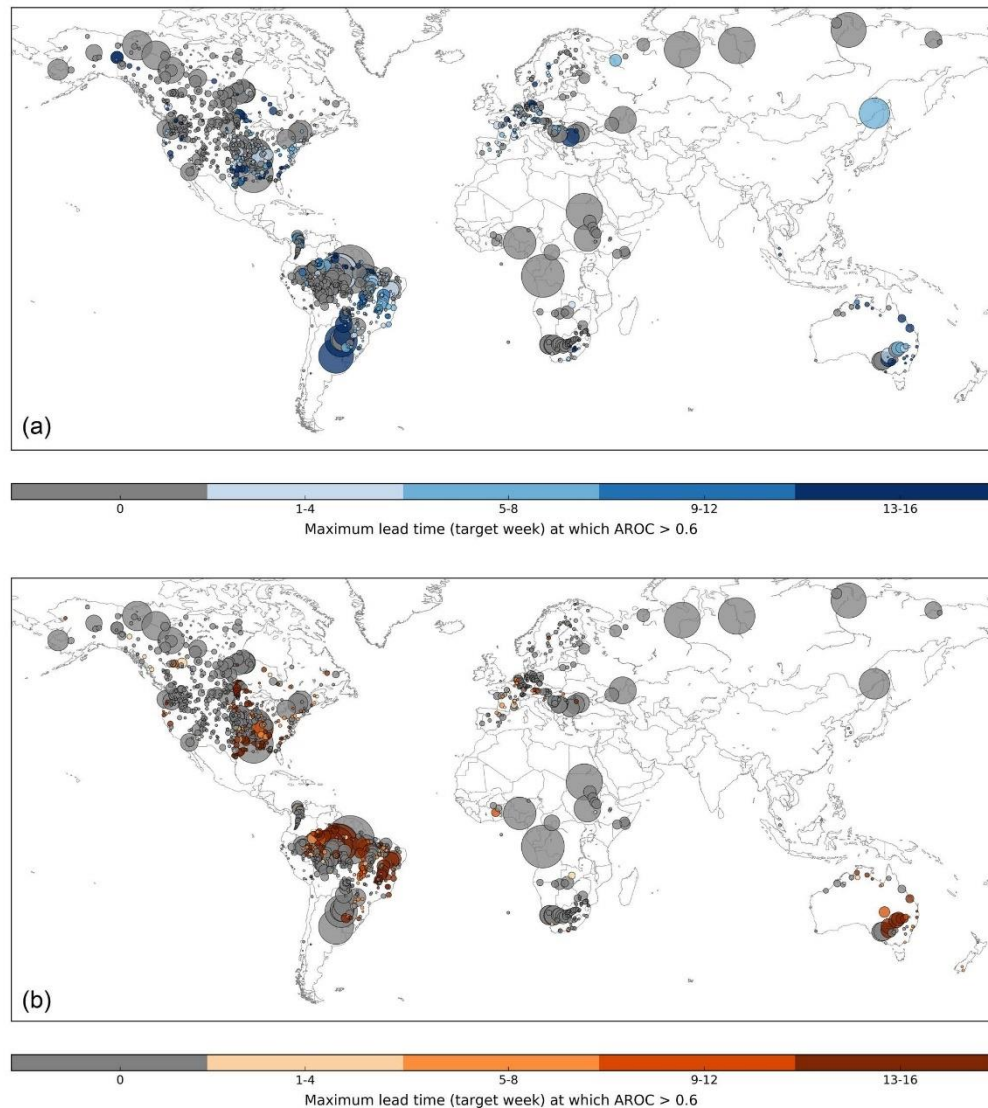 (a)
0 1-4 5-8 9-12 13-16
Maximum lead time (target week) at which AROC > 0.6
(b)
0 1-4 5-8 9-12 13-16
Maximum lead time (target week) at which AROC > 0.6